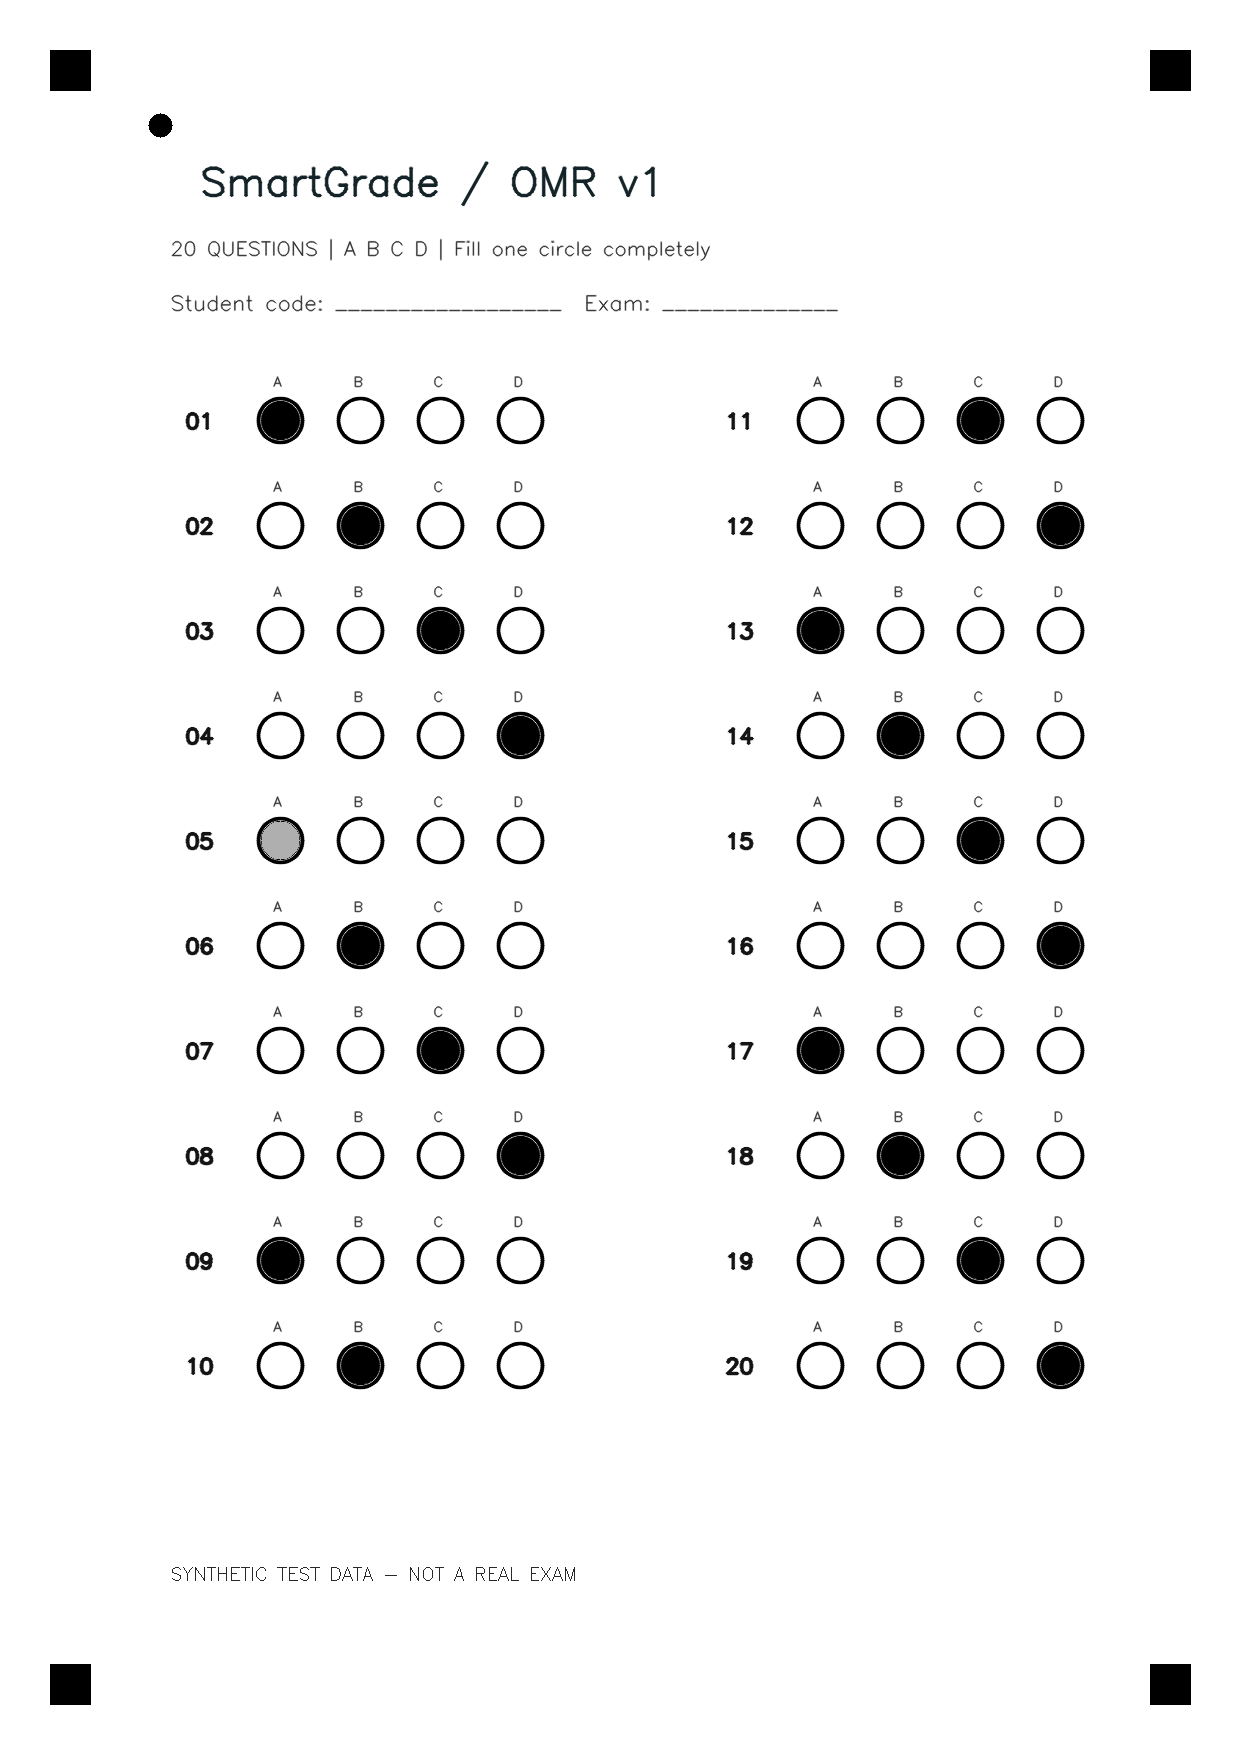 SmartGrade / OMR v1
20 QUESTIONS | A B C D | Fill one circle completely
Student code: __________________ Exam: ______________
A B C D A B C D
01 11
A B C D A B C D
02 12
A B C D A B C D
03 13
A B C D A B C D
04 14
A B C D A B C D
05 15
A B C D A B C D
06 16
A B C D A B C D
07 17
A B C D A B C D
08 18
A B C D A B C D
09 19
A B C D A B C D
10 20
SYNTHETIC TEST DATA — NOT A REAL EXAM